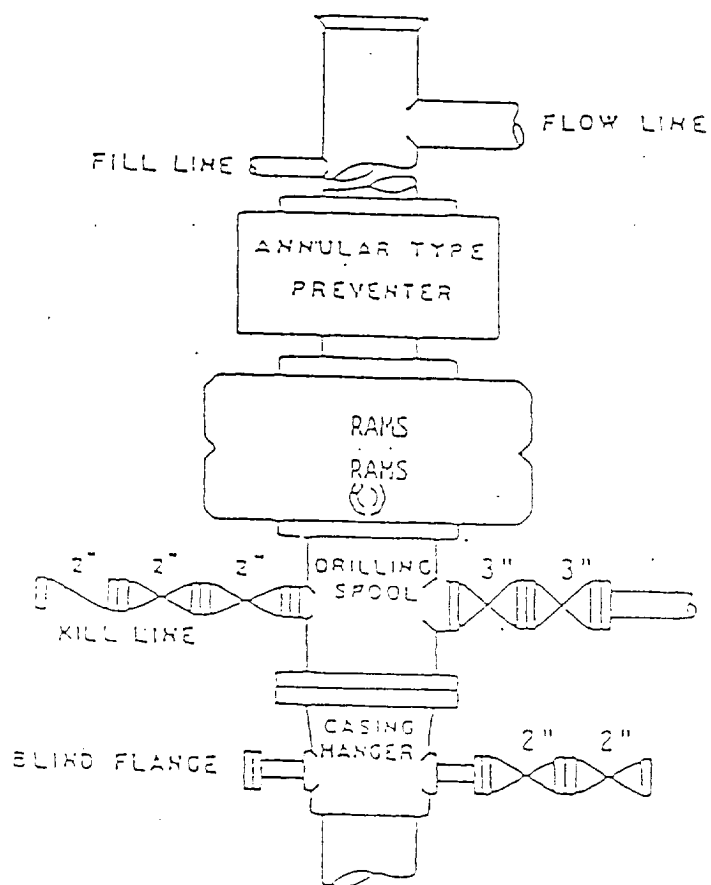 FLOW LINE
FILL LINE
ANNULAR TYPE
PREVENTER
RAMS
RAMS
2" 2" 2"
DRILLING
SPOOL
3" 3"
KILL LINE
CASING
HANGER
2" 2"
BLIND FLANGE